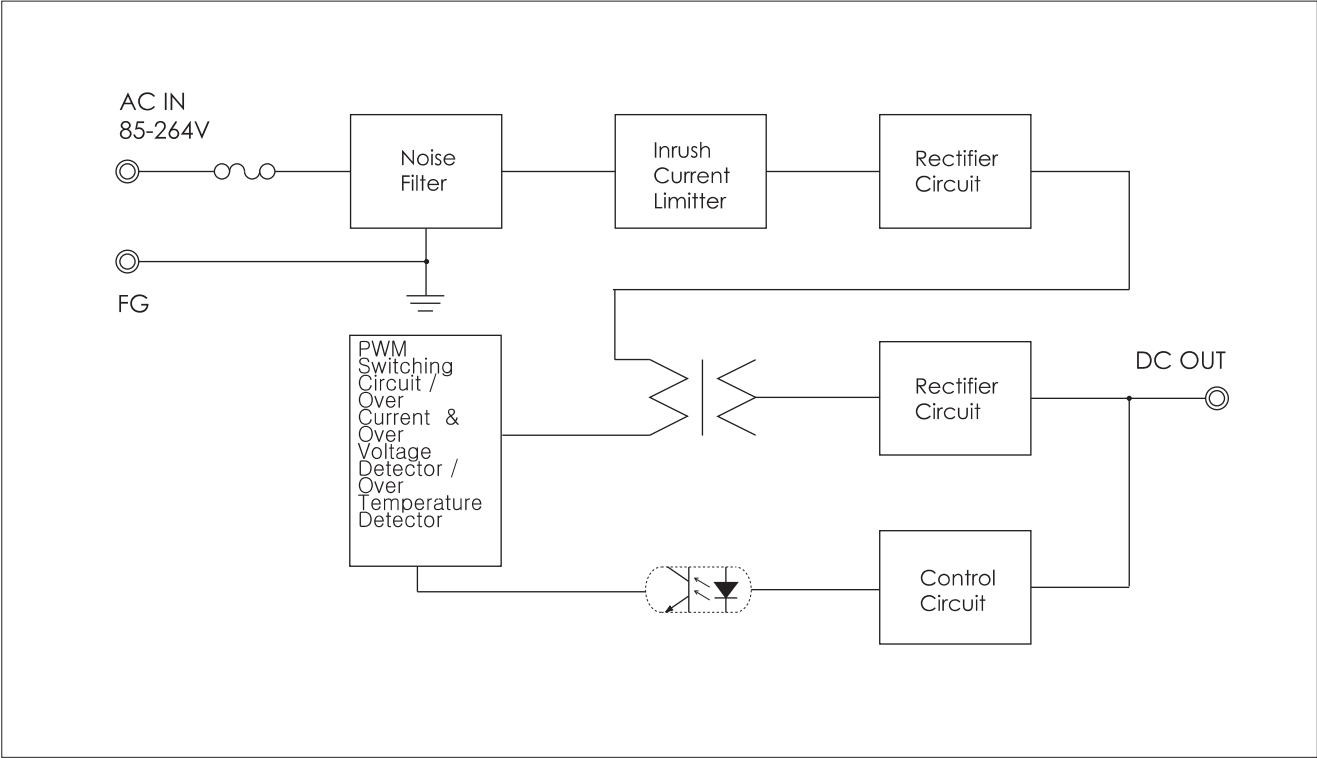 AC IN
85-264V
Noise
Filter
Inrush
Current
Limitter
Rectifier
Circuit
FG
PWM
Switching
Circuit /
Over
Current &
Over
Voltage
Detector /
Over
Temperature
Detector
Rectifier
Circuit
DC OUT
Control
Circuit